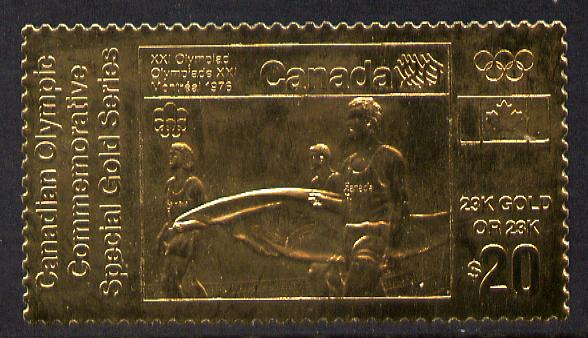 Canadian Olympic
Commemorative
Special Gold Series
XXI Olympiad
Olympiade XXI
Montréal 1976
Canada
Canada
23K GOLD
OR 23K
$20